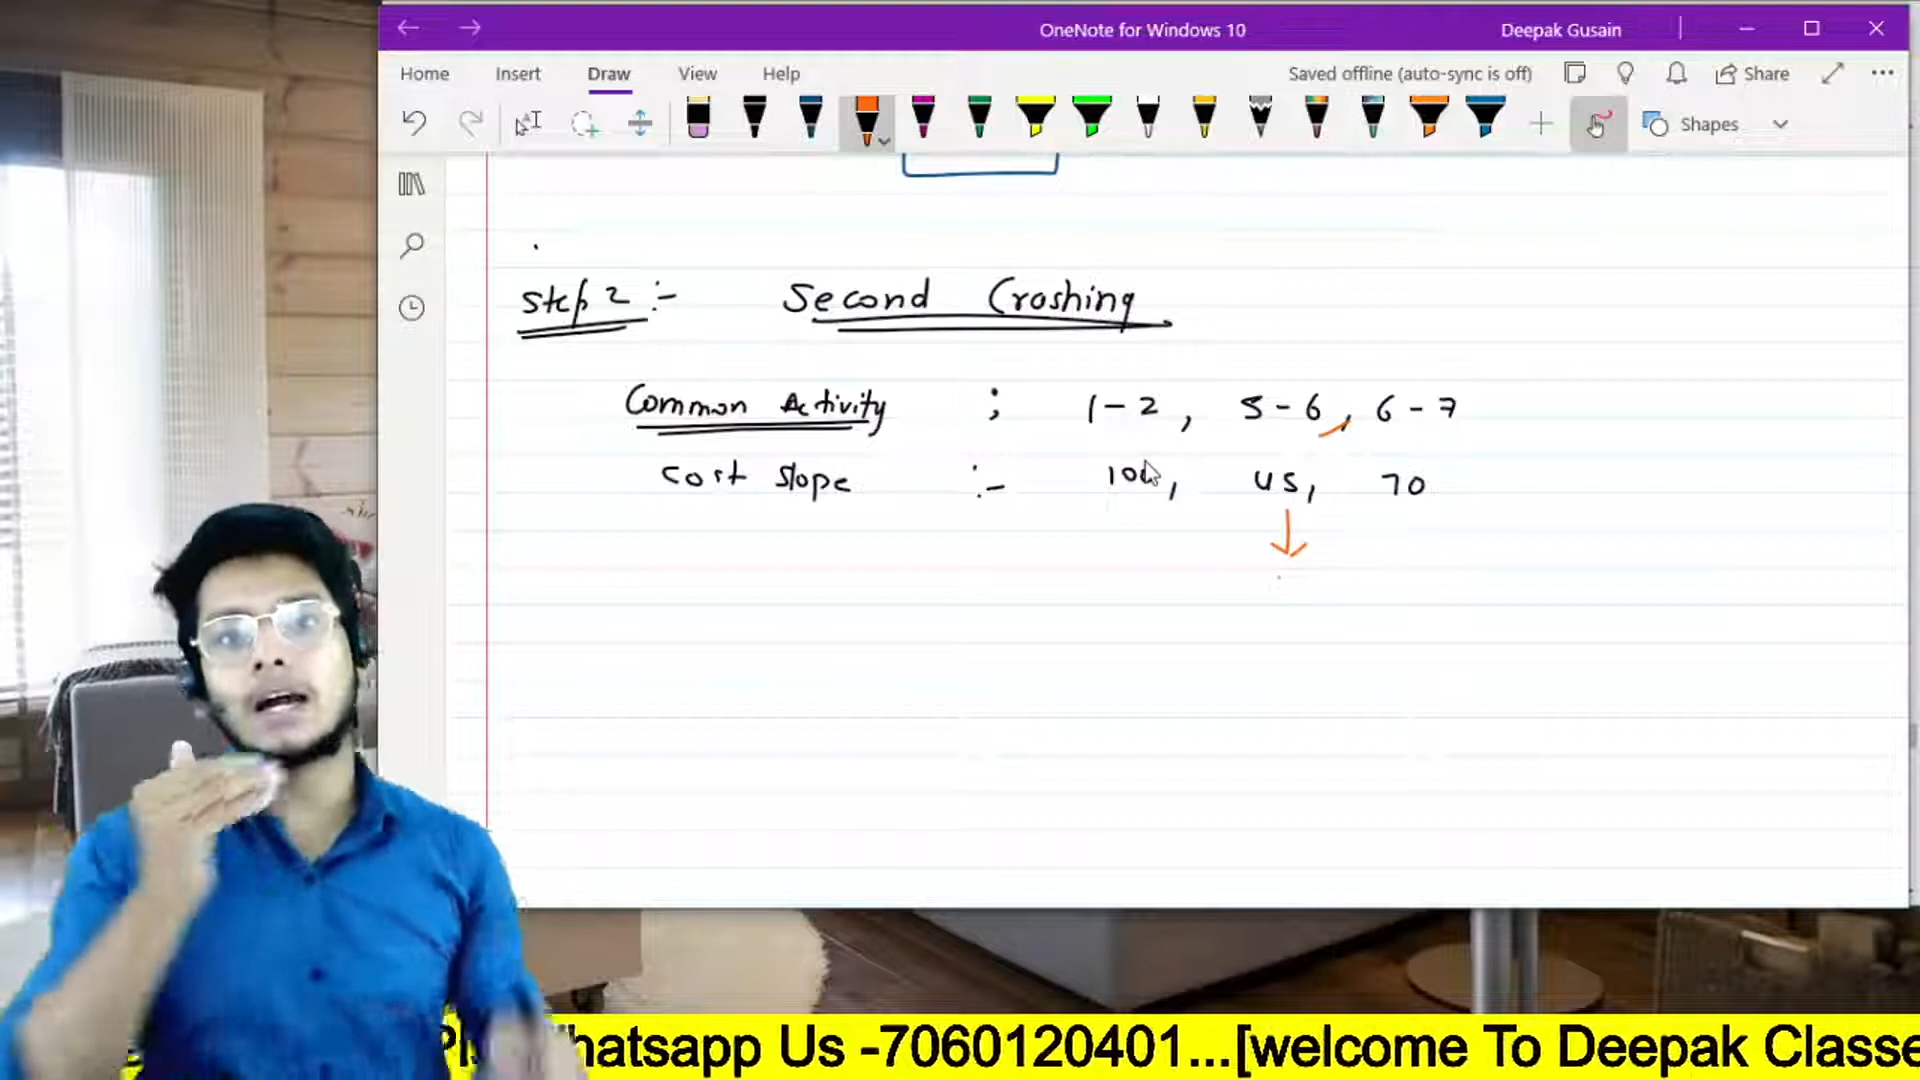 OneNote for Windows 10 Deepak Gusain
Home Insert Draw View Help Saved offline (auto-sync is off) Share
Shapes
Step 2 :- Second Crashing
Common Activity ; 1-2, 5-6, 6-7
Cost Slope :- 100, 45, 70
Whatsapp Us -7060120401...[welcome To Deepak Classe